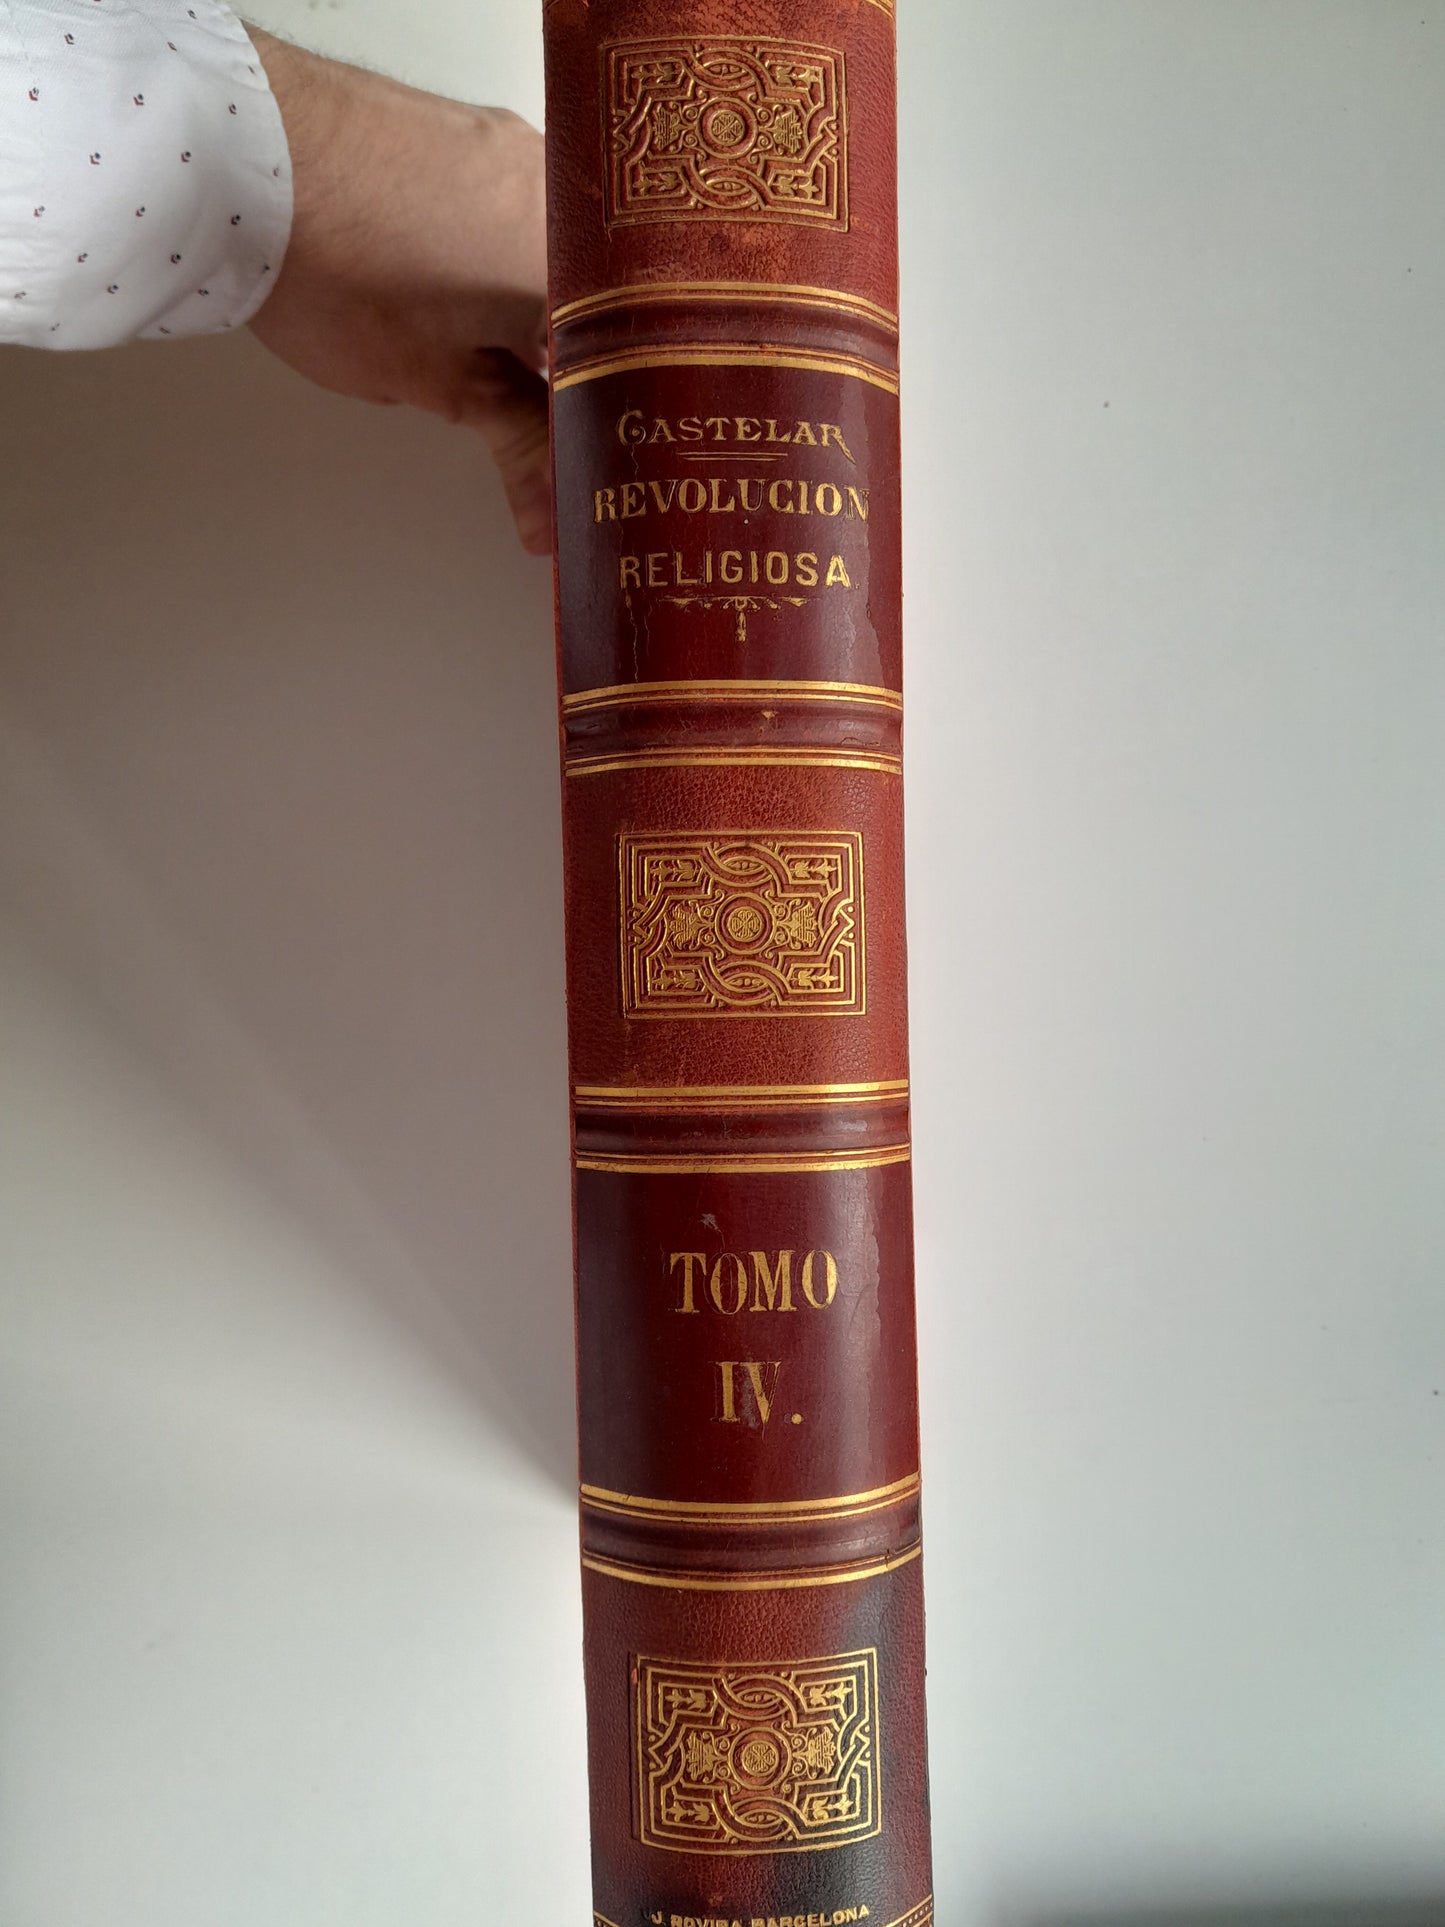 CASTELAR
REVOLUCION
RELIGIOSA
TOMO
IV.
J. ROVIRA BARCELONA